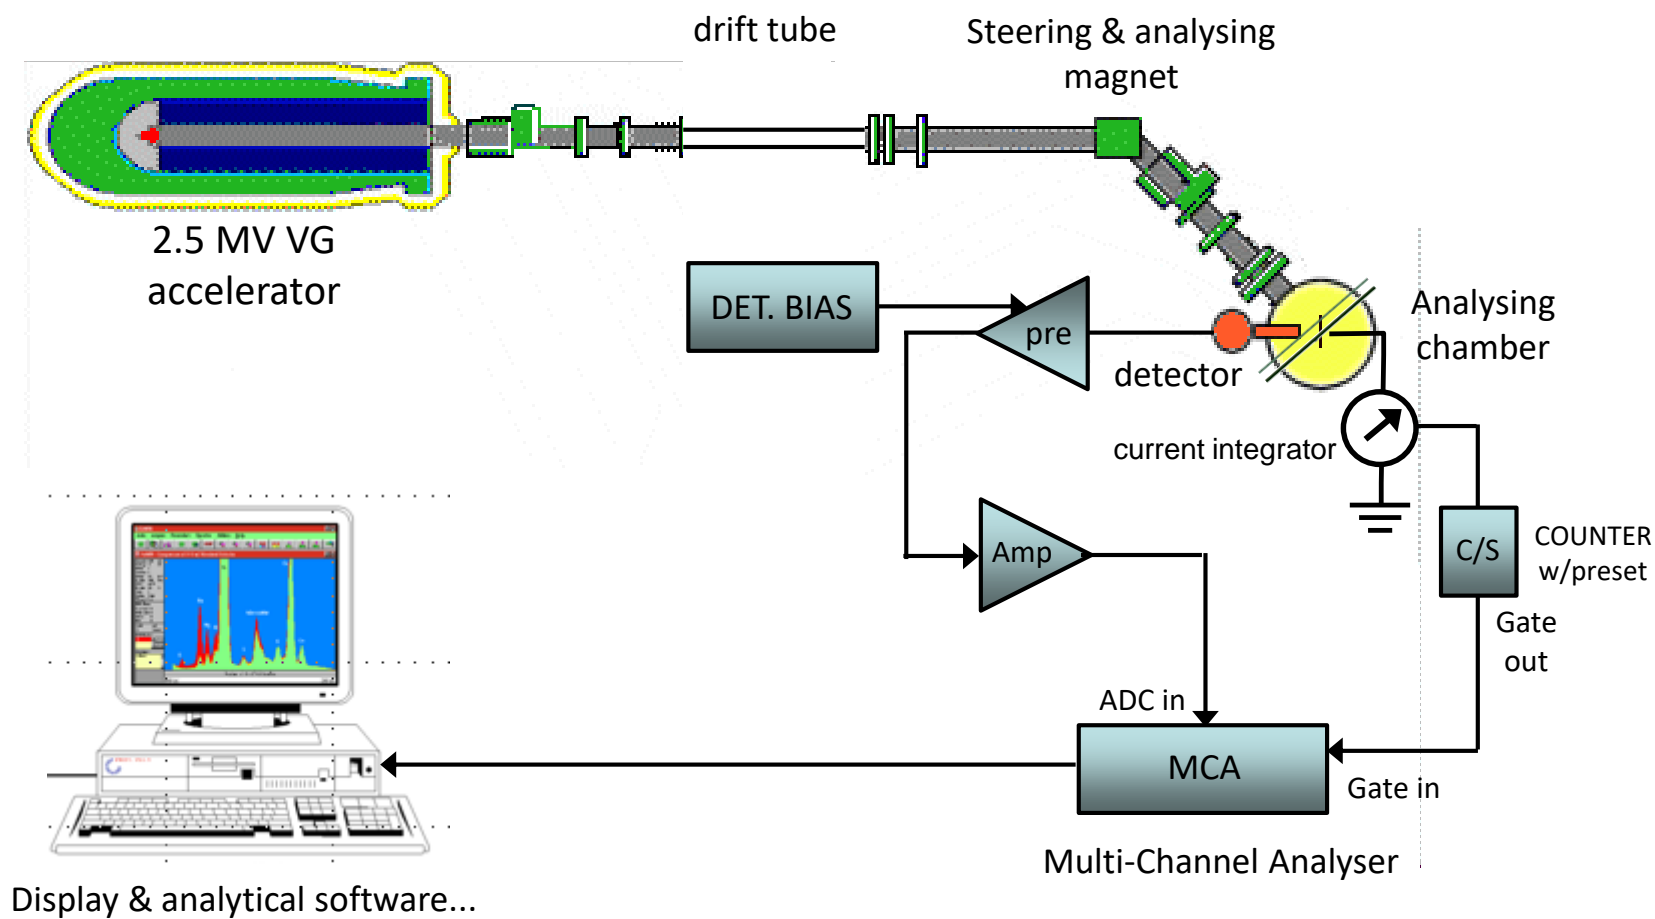 drift tube
Steering & analysing
magnet
2.5 MV VG
accelerator
DET. BIAS
pre
detector
Analysing
chamber
current integrator
Amp
C/S
COUNTER
w/preset
Gate
out
ADC in
MCA
Gate in
Multi-Channel Analyser
Display & analytical software...